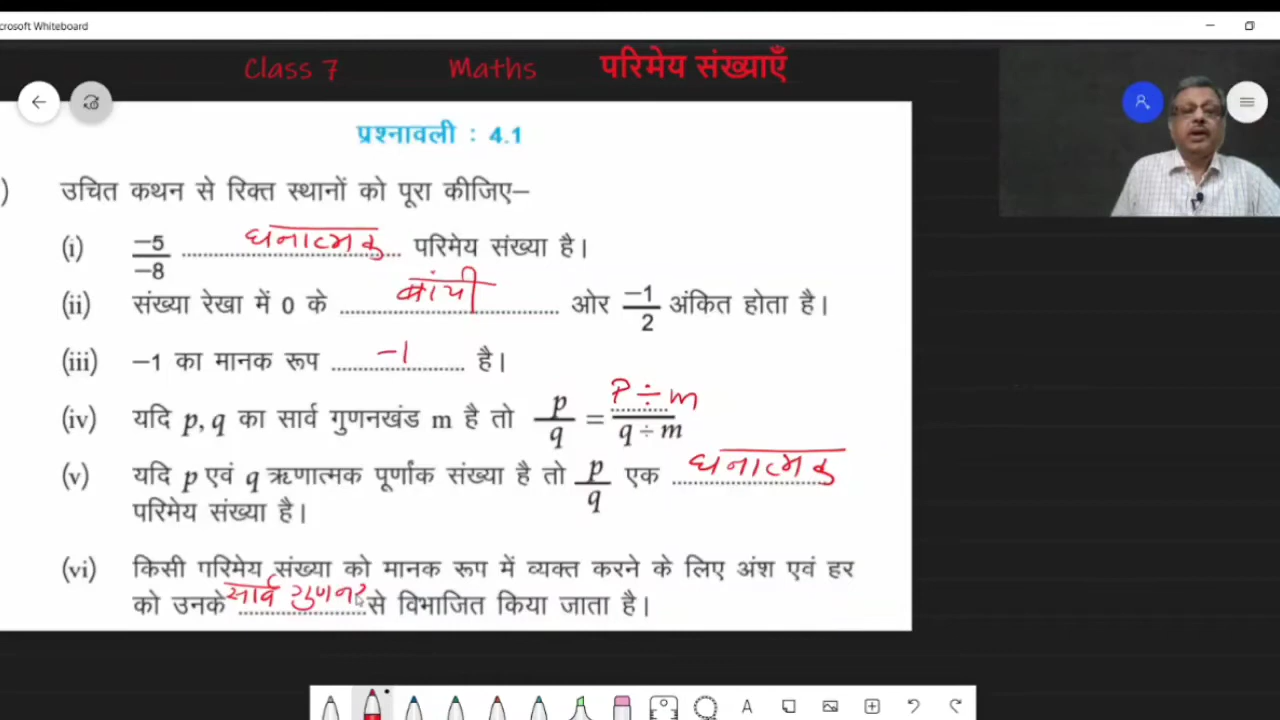 crosoft Whiteboard
Class 7 Maths परिमेय संख्याएँ
प्रश्नावली : 4.1
) उचित कथन से रिक्त स्थानों को पूरा कीजिए–
(i) –5/–8 धनात्मक परिमेय संख्या है।
(ii) संख्या रेखा में 0 के बांयी ओर –1/2 अंकित होता है।
(iii) –1 का मानक रूप –1 है।
(iv) यदि p, q का सार्व गुणनखंड m है तो p/q = P ÷ m/q ÷ m
(v) यदि p एवं q ऋणात्मक पूर्णांक संख्या है तो p/q एक धनात्मक
परिमेय संख्या है।
(vi) किसी परिमेय संख्या को मानक रूप में व्यक्त करने के लिए अंश एवं हर
को उनके सार्व गुणन से विभाजित किया जाता है।